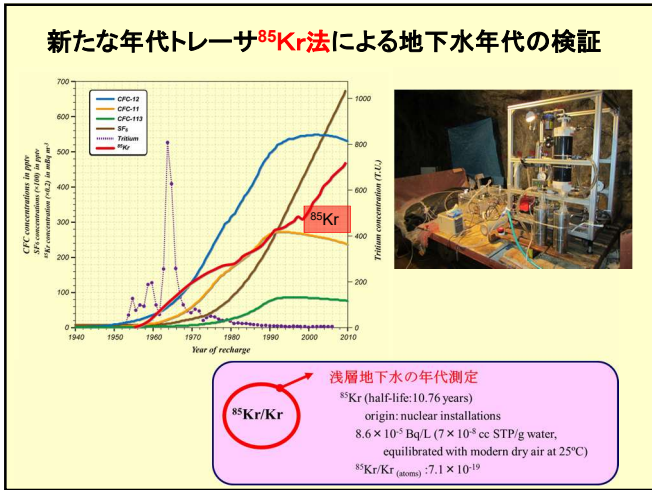 新たな年代トレーサ⁸⁵Kr法による地下水年代の検証
CFC-12
CFC-11
CFC-113
SF₆
Tritium
⁸⁵Kr
CFC concentrations in pptv
SF₆ concentrations (×100) in pptv
⁸⁵Kr concentration (×0.2) in mBq m⁻³
700
600
500
400
300
200
100
0
1000
800
600
400
200
0
Tritium concentration (T.U.)
⁸⁵Kr
1940 1950 1960 1970 1980 1990 2000 2010
Year of recharge
⁸⁵Kr/Kr
浅層地下水の年代測定
⁸⁵Kr (half-life:10.76 years)
origin: nuclear installations
8.6×10⁻⁵ Bq/L (7×10⁻⁸ cc STP/g water,
equilibrated with modern dry air at 25ºC)
⁸⁵Kr/Kr (atoms) :7.1×10⁻¹⁹